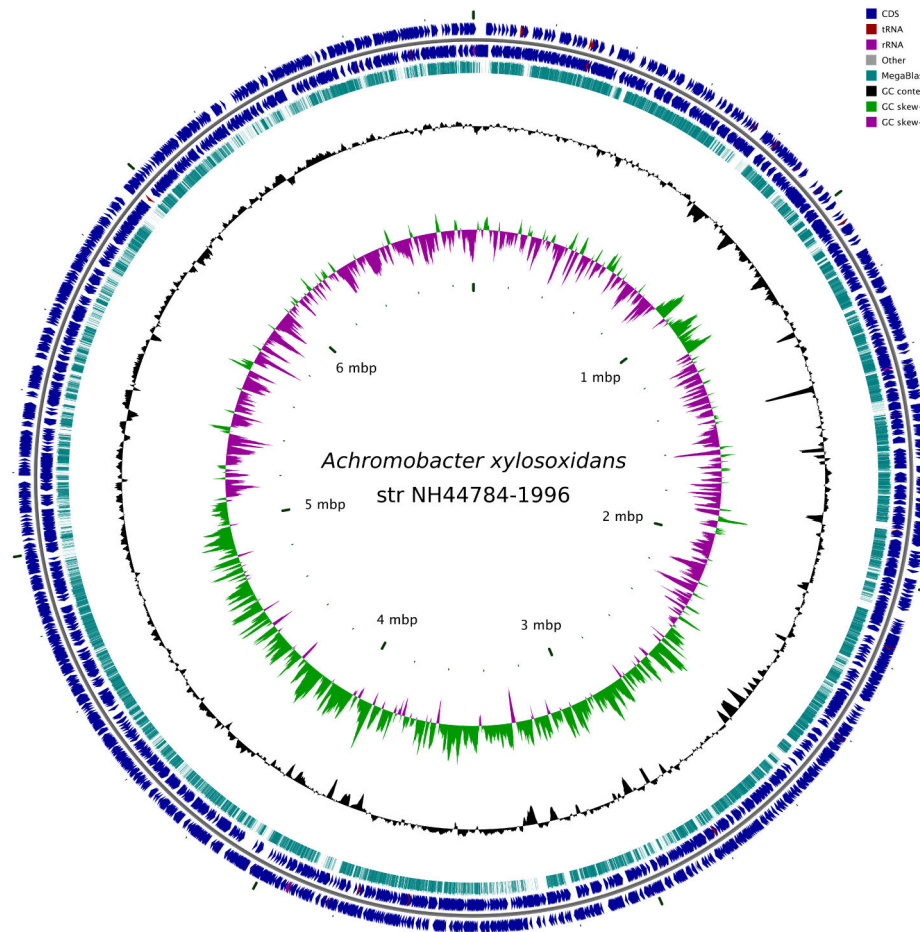 CDS
tRNA
rRNA
Other
MegaBlas
GC conte
GC skew-
GC skew-
6 mbp
1 mbp
Achromobacter xylosoxidans
str NH44784-1996
5 mbp
2 mbp
4 mbp
3 mbp